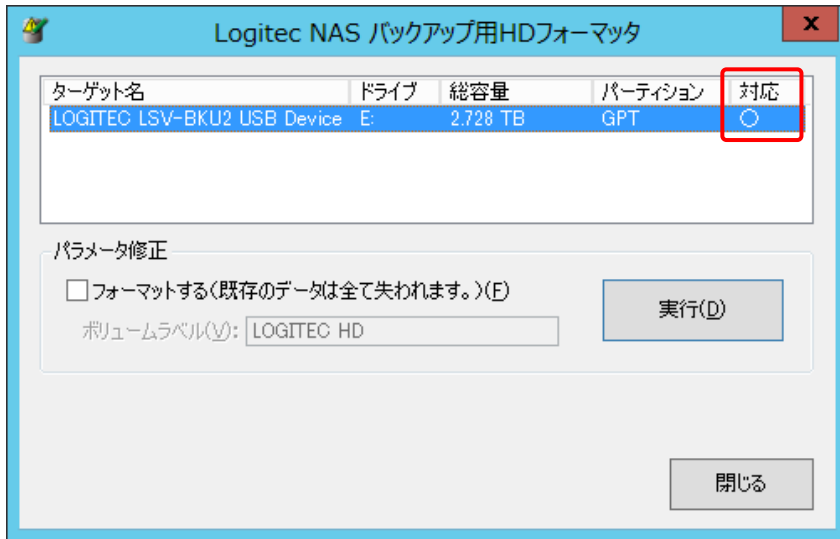 Logitec NAS バックアップ用HDフォーマッタ
x
ターゲット名 ドライブ 総容量 パーティション 対応
LOGITEC LSV-BKU2 USB Device E: 2.728 TB GPT ○
パラメータ修正
フォーマットする(既存のデータは全て失われます。)(F)
実行(D)
ボリュームラベル(V): LOGITEC HD
閉じる